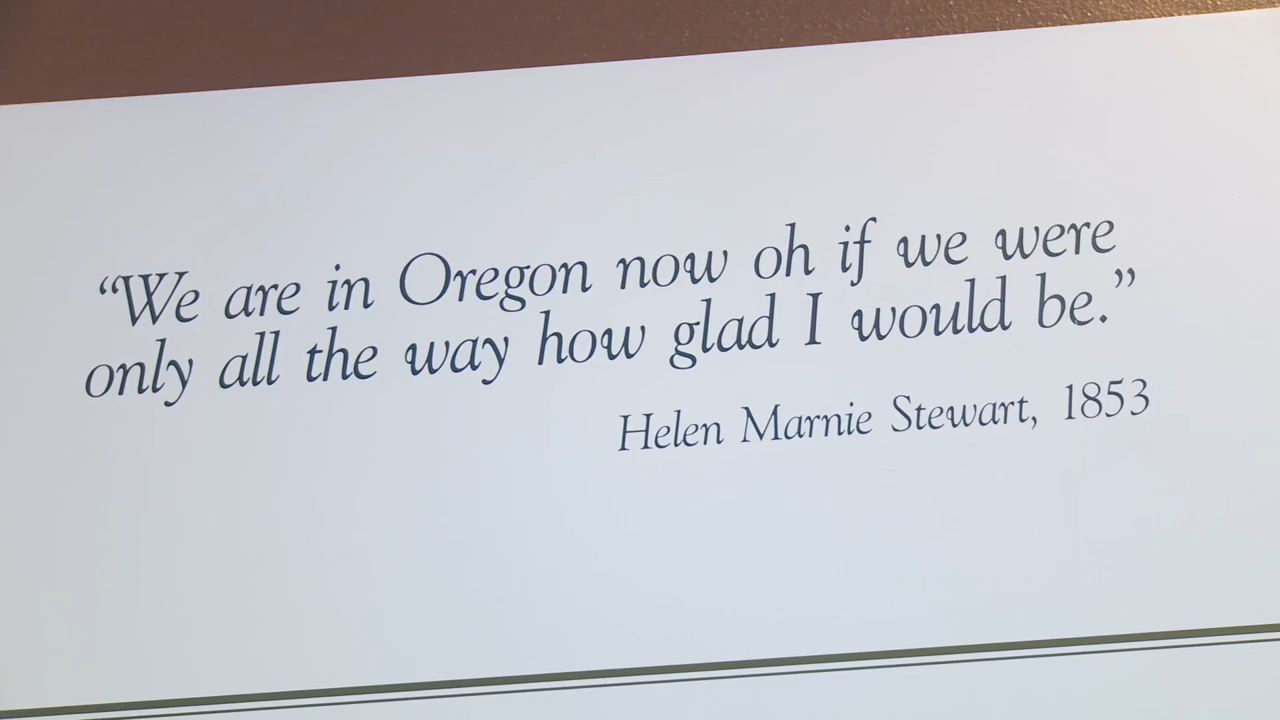 “We are in Oregon now oh if we were
only all the way how glad I would be.”
Helen Marnie Stewart, 1853